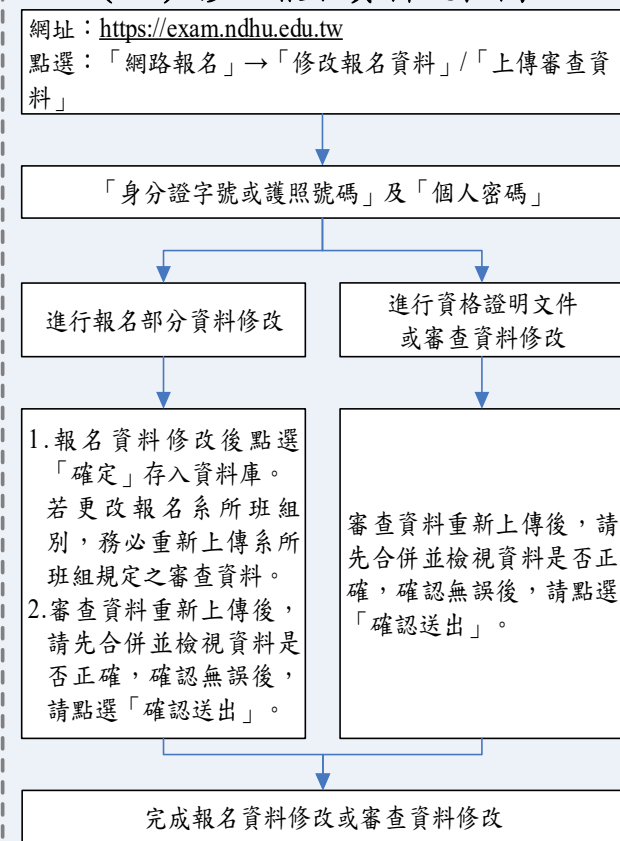 網址：https://exam.ndhu.edu.tw
點選：「網路報名」→「修改報名資料」/「上傳審查資
料」
「身分證字號或護照號碼」及「個人密碼」
進行報名部分資料修改
進行資格證明文件
或審查資料修改
1.報名資料修改後點選
「確定」存入資料庫。
若更改報名系所班組
別，務必重新上傳系所
班組規定之審查資料。
2.審查資料重新上傳後，
請先合併並檢視資料是
否正確，確認無誤後，
請點選「確認送出」。
審查資料重新上傳後，請
先合併並檢視資料是否正
確，確認無誤後，請點選
「確認送出」。
完成報名資料修改或審查資料修改